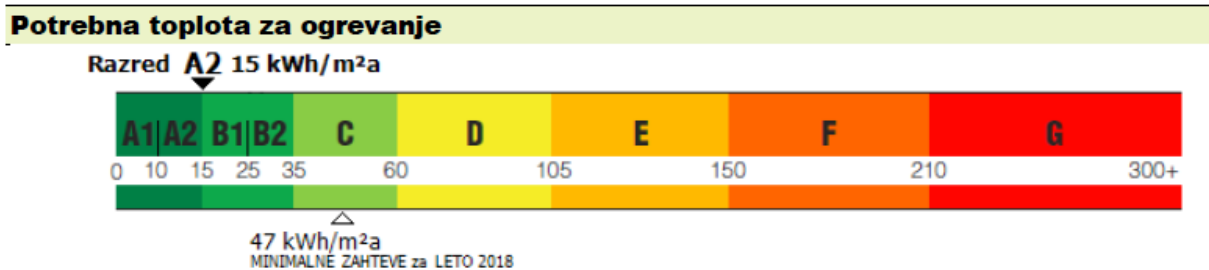 Potrebna toplota za ogrevanje
Razred A2 15 kWh/m²a
A1 A2 B1 B2 C D E F G
0 10 15 25 35 60 105 150 210 300+
47 kWh/m²a
MINIMALNE ZAHTEVE za LETO 2018